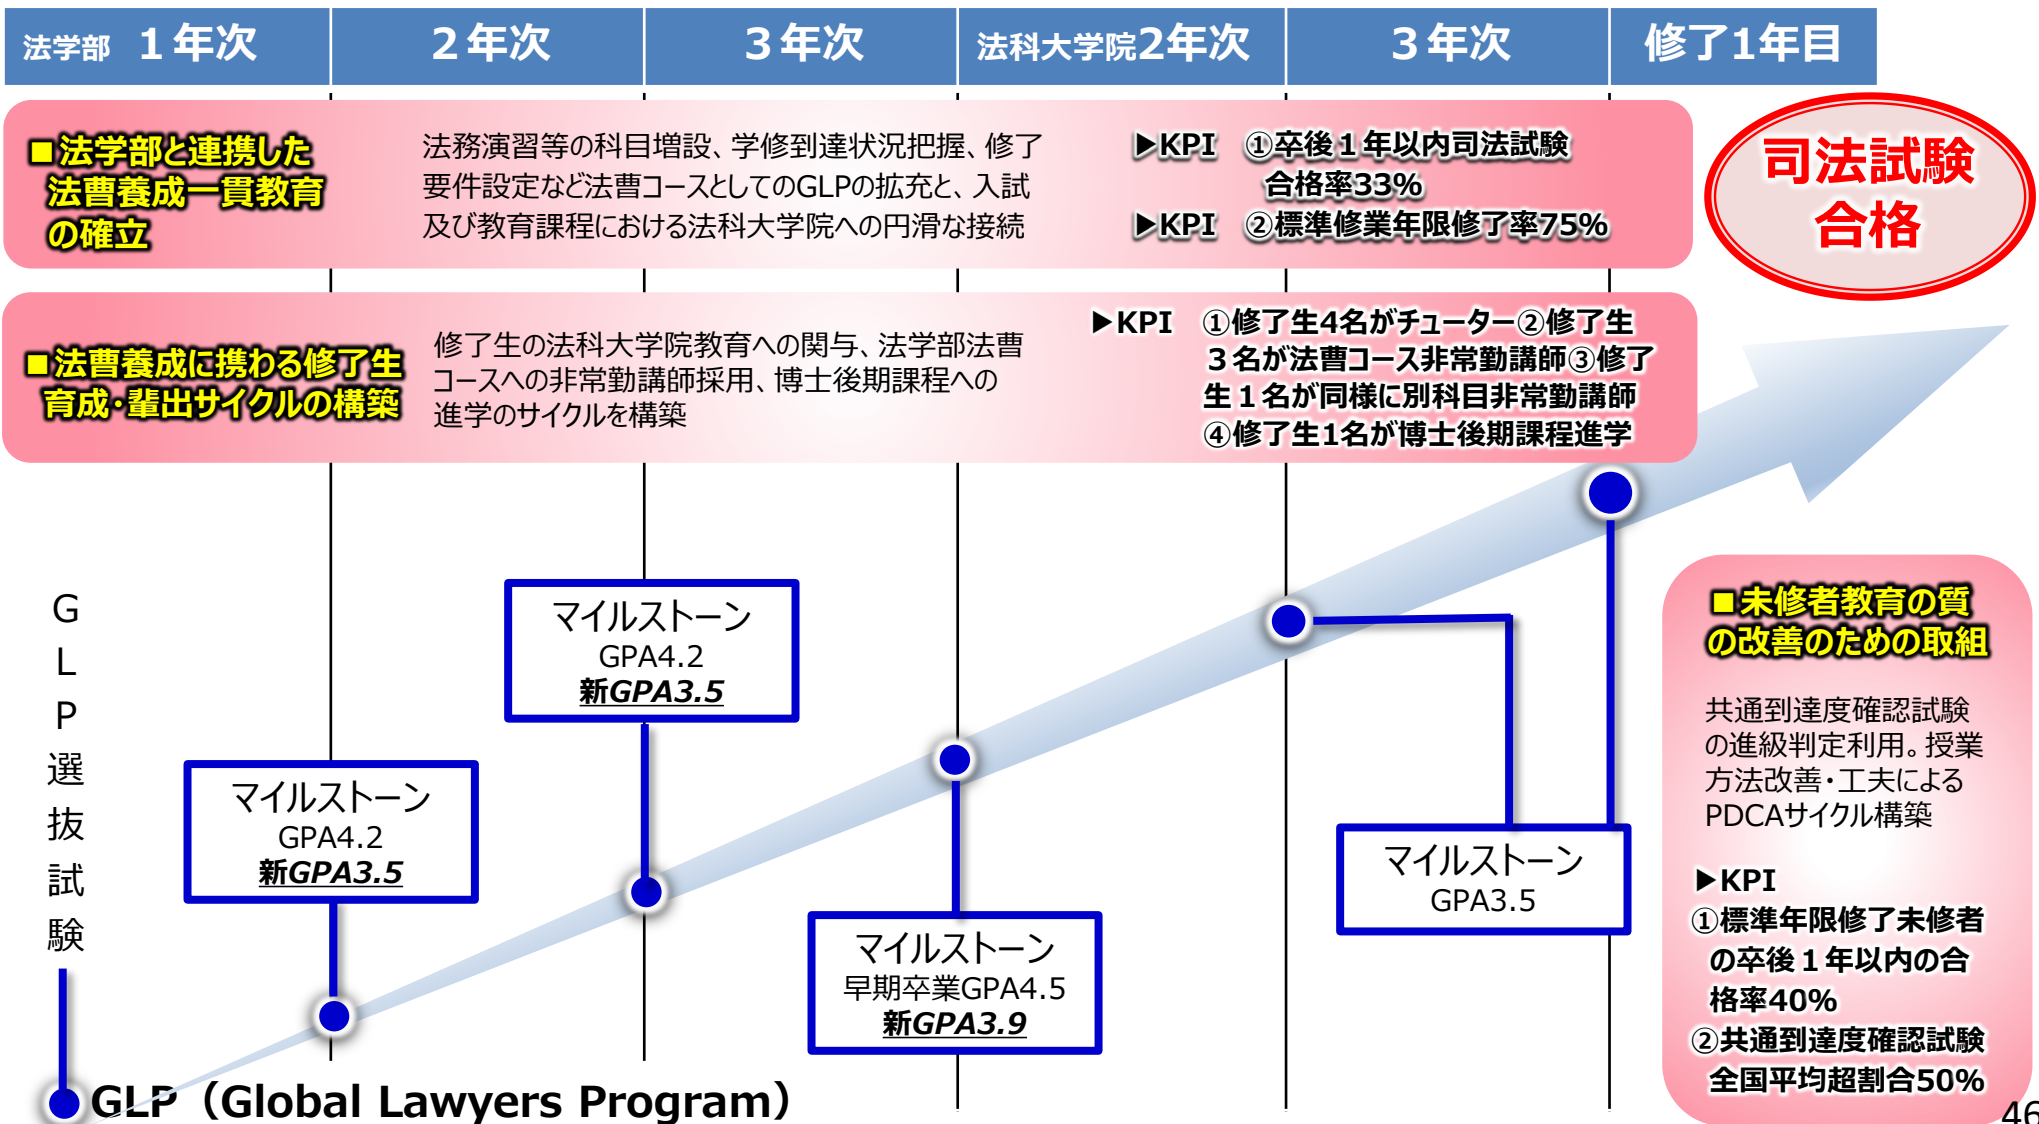 法学部 1年次
2年次
3年次
法科大学院2年次
3年次
修了1年目
■法学部と連携した
法曹養成一貫教育
の確立
法務演習等の科目増設、学修到達状況把握、修了
要件設定など法曹コースとしてのGLPの拡充と、入試
及び教育課程における法科大学院への円滑な接続
▶KPI ①卒後1年以内司法試験
合格率33%
▶KPI ②標準修業年限修了率75%
司法試験
合格
■法曹養成に携わる修了生
育成・輩出サイクルの構築
修了生の法科大学院教育への関与、法学部法曹
コースへの非常勤講師採用、博士後期課程への
進学のサイクルを構築
▶KPI ①修了生4名がチューター②修了生
3名が法曹コース非常勤講師③修了
生1名が同様に別科目非常勤講師
④修了生1名が博士後期課程進学
GLP選抜試験
マイルストーン
GPA4.2
新GPA3.5
マイルストーン
GPA4.2
新GPA3.5
マイルストーン
早期卒業GPA4.5
新GPA3.9
マイルストーン
GPA3.5
■未修者教育の質
の改善のための取組
共通到達度確認試験
の進級判定利用。授業
方法改善・工夫による
PDCAサイクル構築
▶KPI
①標準年限修了未修者
の卒後1年以内の合
格率40%
②共通到達度確認試験
全国平均超割合50%
GLP（Global Lawyers Program）
46